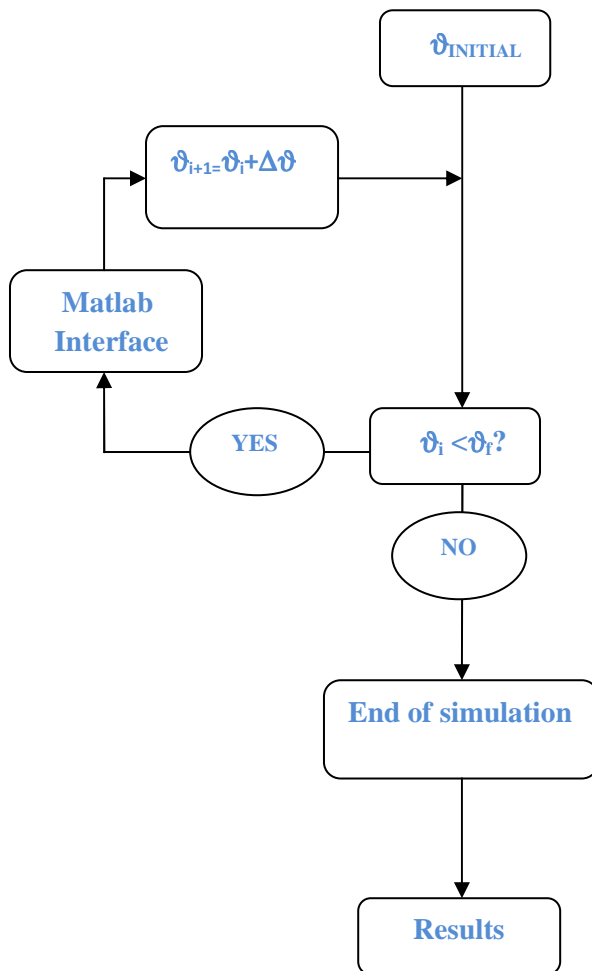 ϑINITIAL
ϑi+1=ϑi+Δϑ
Matlab
Interface
ϑi <ϑf?
YES
NO
End of simulation
Results